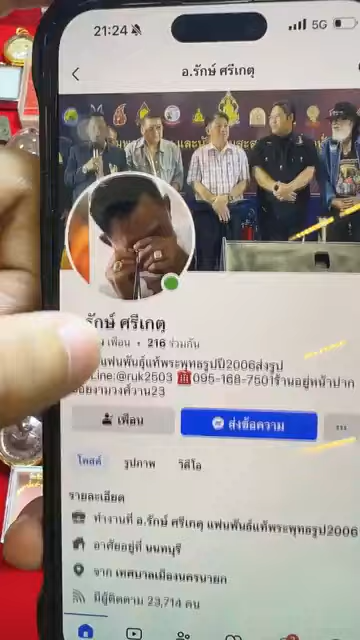 21:24
5G
อ.รักษ์ ศรีเกตุ
รักษ์ ศรีเกตุ
เพื่อน • 216 ร่วมกัน
แฟนพันธุ์แท้พระพุทธรูปปี2006ส่งรูป
Line:@ruk2503 ☎️095-168-7501ร้านอยู่หน้าปาก
ซอยงามวงศ์วาน23
เพื่อน
ส่งข้อความ
โพสต์
รูปภาพ
วิดีโอ
รายละเอียด
ทำงานที่ อ.รักษ์ ศรีเกตุ แฟนพันธุ์แท้พระพุทธรูป2006
อาศัยอยู่ที่ นนทบุรี
จาก เทศบาลเมืองนครนายก
มีผู้ติดตาม 23,714 คน